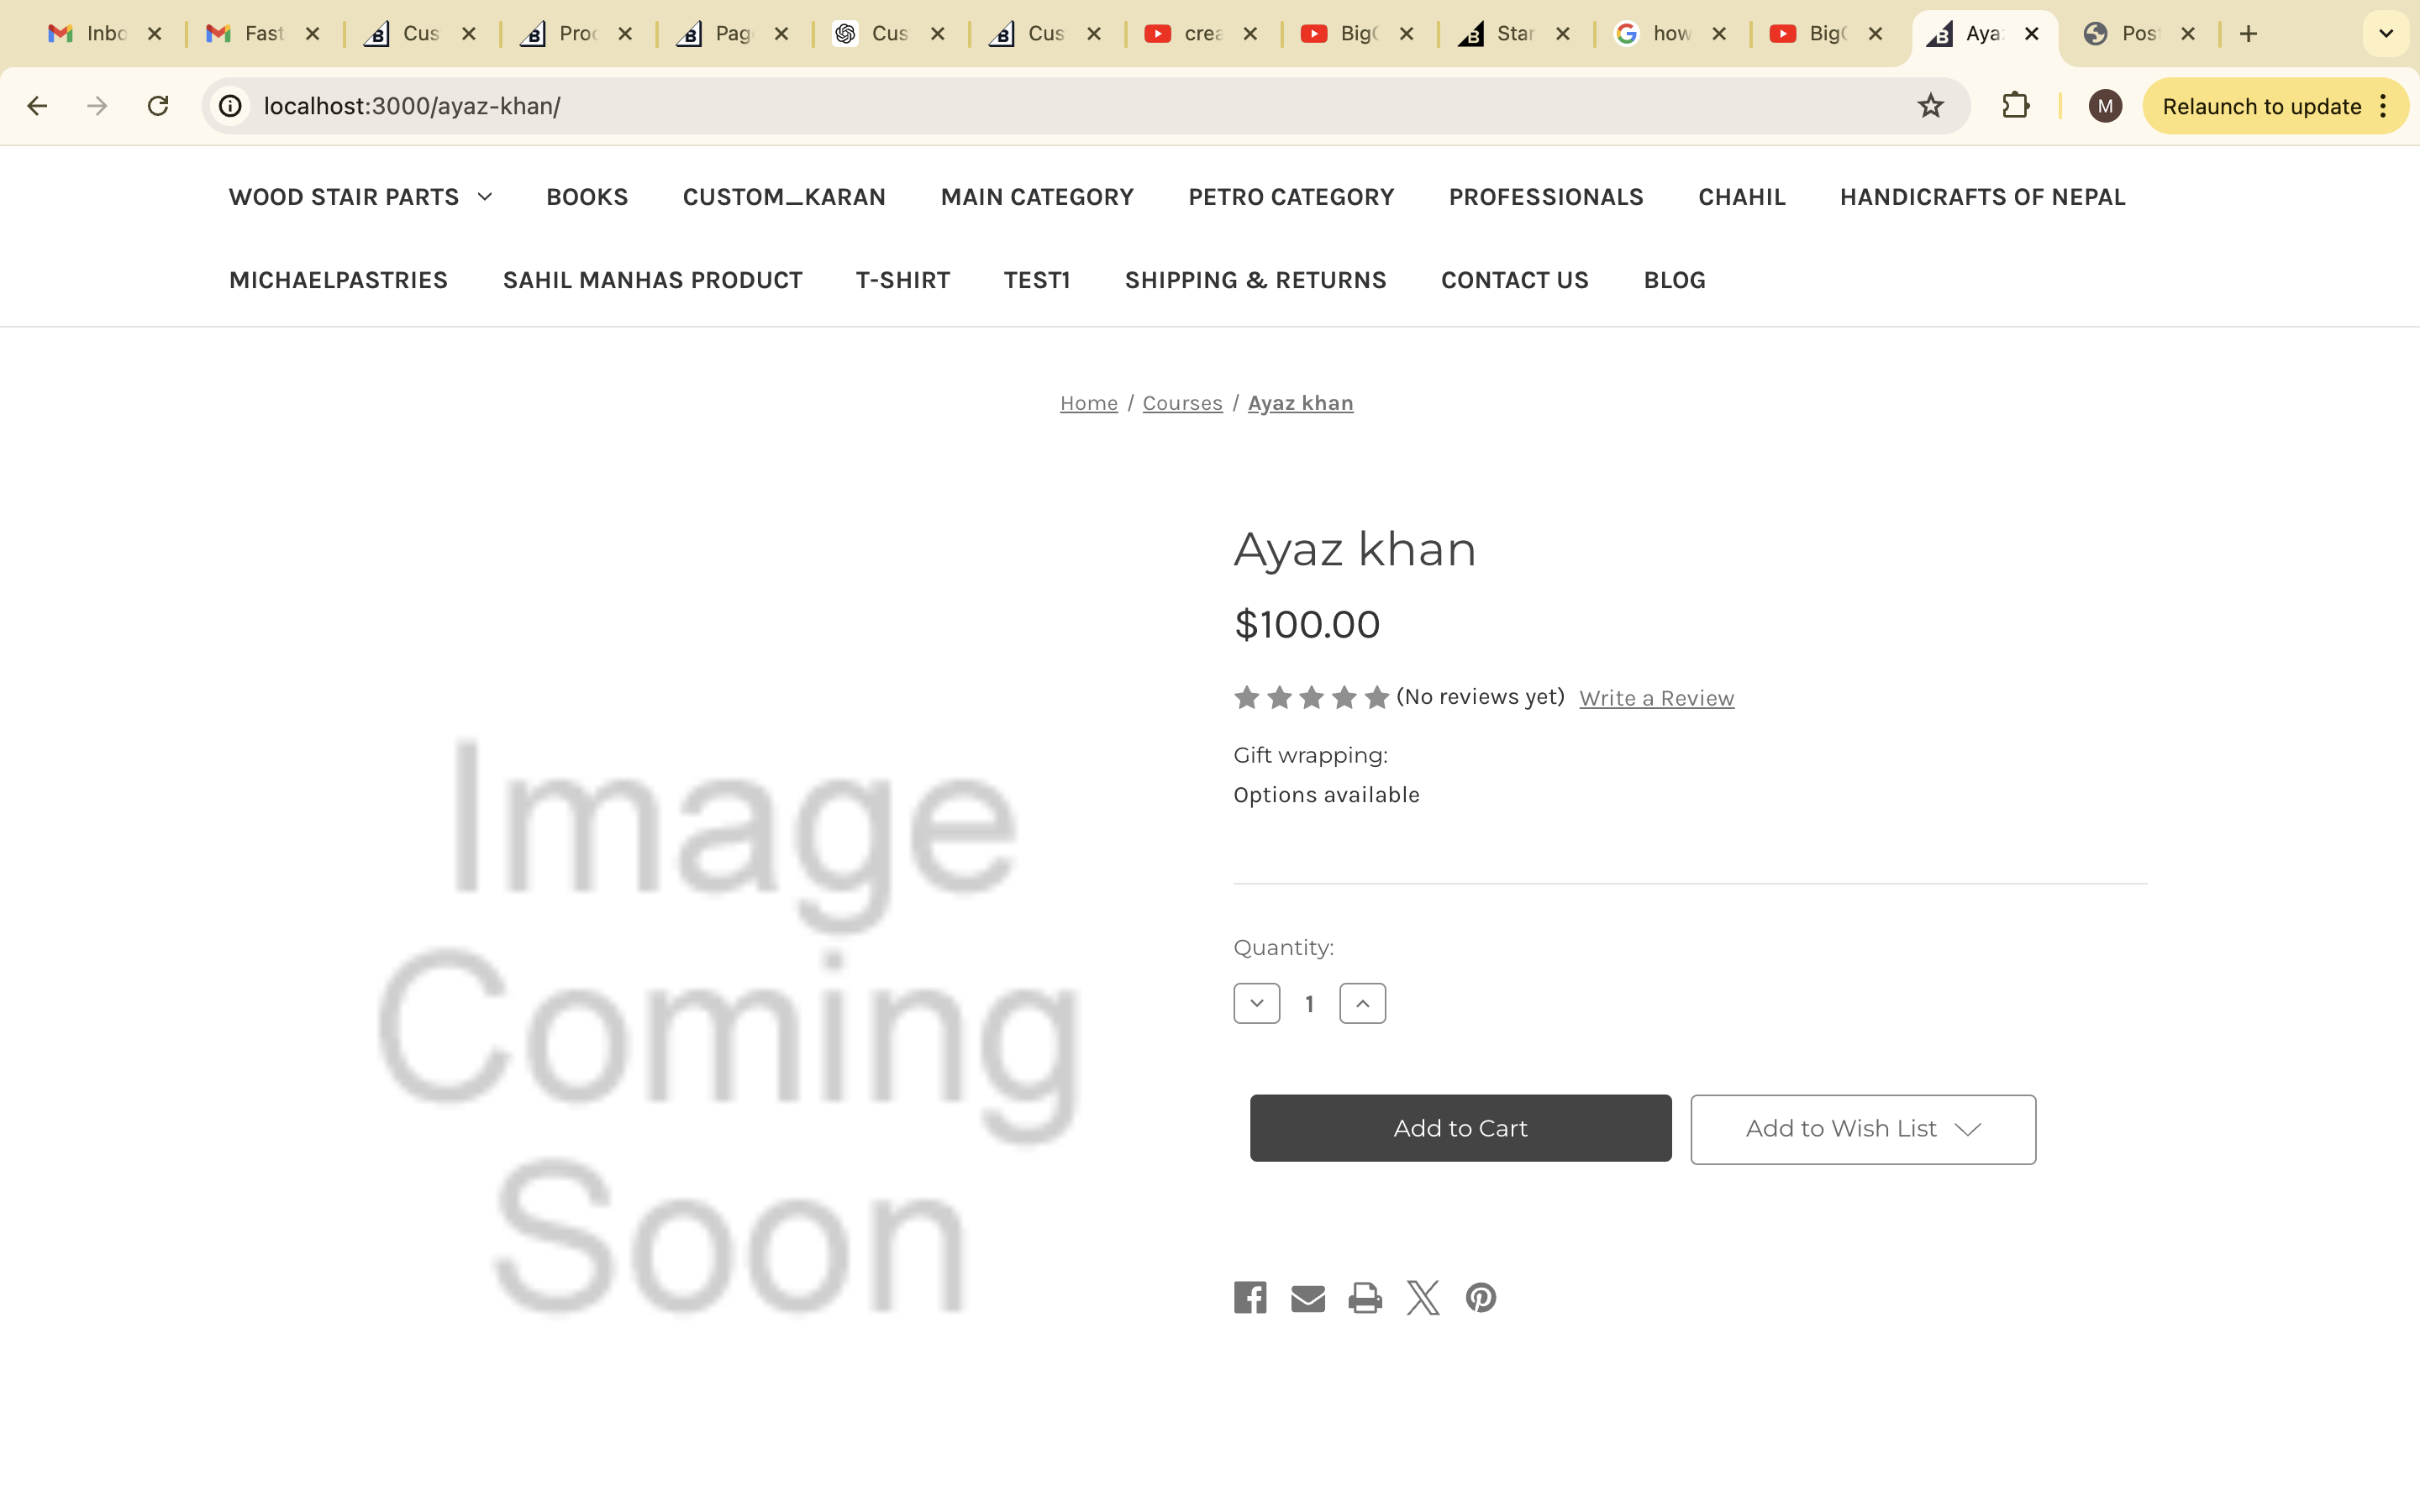 Inbo
Fast
Cus
Proc
Pag
Cus
Cus
crea
Big
Star
how
Big
Aya
Pos
localhost:3000/ayaz-khan/
M
Relaunch to update
WOOD STAIR PARTS
BOOKS
CUSTOM_KARAN
MAIN CATEGORY
PETRO CATEGORY
PROFESSIONALS
CHAHIL
HANDICRAFTS OF NEPAL
MICHAELPASTRIES
SAHIL MANHAS PRODUCT
T-SHIRT
TEST1
SHIPPING & RETURNS
CONTACT US
BLOG
Home / Courses / Ayaz khan
Image
Coming
Soon
Ayaz khan
$100.00
(No reviews yet) Write a Review
Gift wrapping:
Options available
Quantity:
1
Add to Cart
Add to Wish List